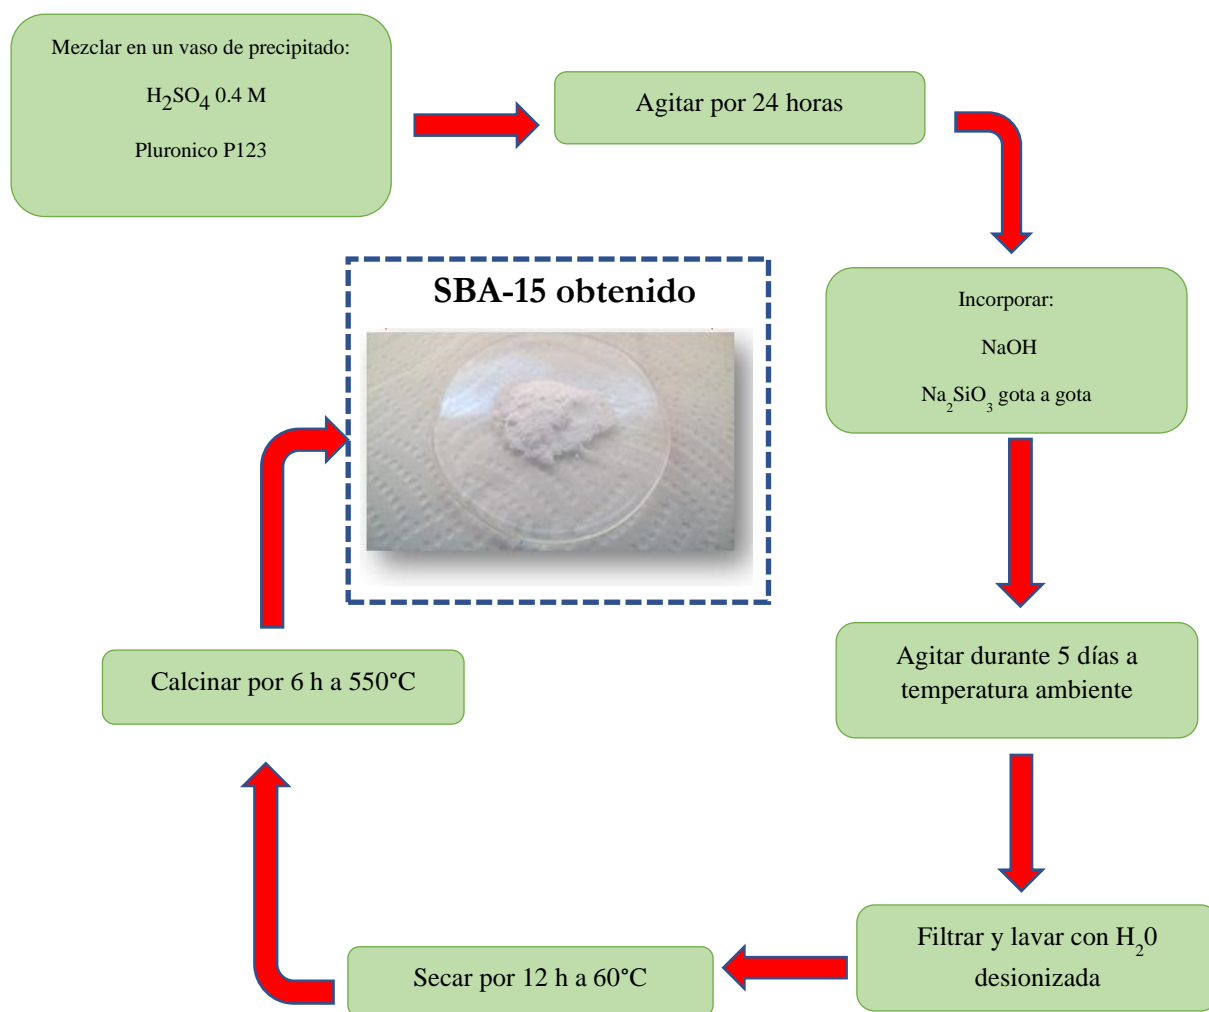 Mezclar en un vaso de precipitado:
H₂SO₄ 0.4 M
Pluronico P123
Agitar por 24 horas
Incorporar:
NaOH
Na₂SiO₃ gota a gota
Agitar durante 5 días a
temperatura ambiente
Filtrar y lavar con H₂0
desionizada
Secar por 12 h a 60°C
Calcinar por 6 h a 550°C
SBA-15 obtenido